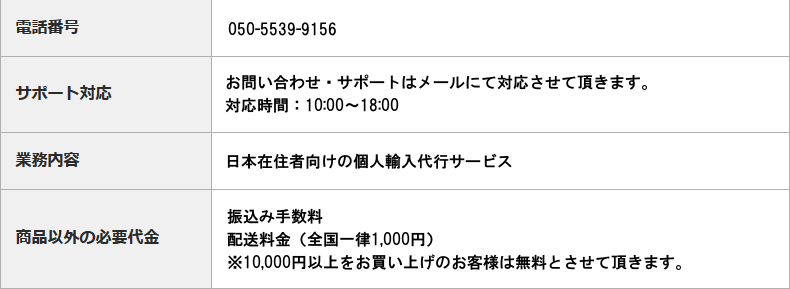 電話番号
050-5539-9156
サポート対応
お問い合わせ・サポートはメールにて対応させて頂きます。
対応時間：10:00～18:00
業務内容
日本在住者向けの個人輸入代行サービス
商品以外の必要代金
振込み手数料
配送料金（全国一律1,000円）
※10,000円以上をお買い上げのお客様は無料とさせて頂きます。